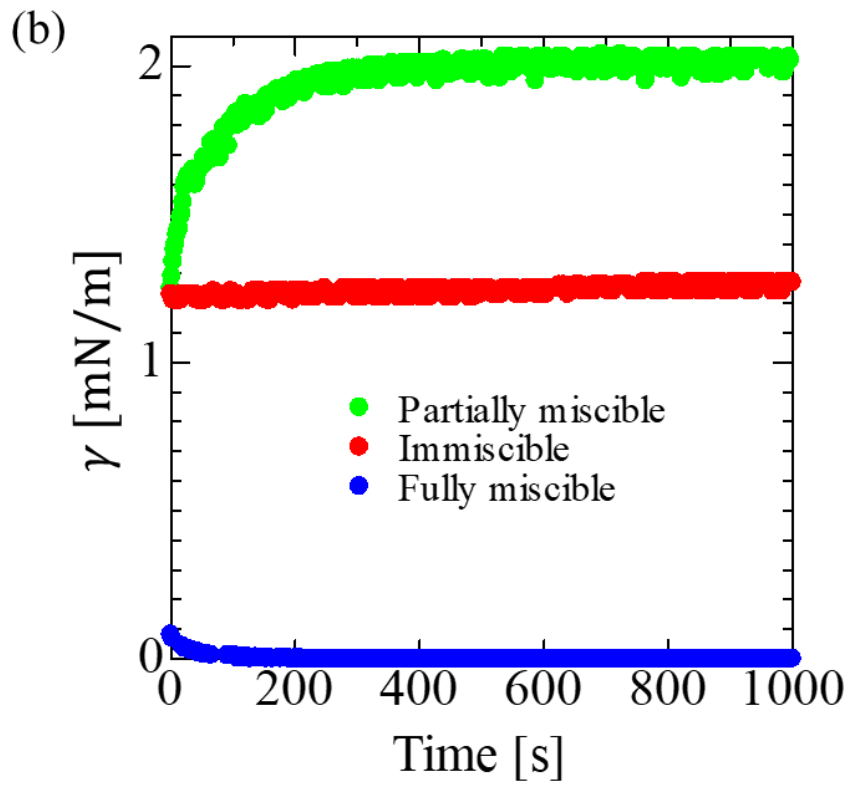 (b)
2
1
0
γ [mN/m]
Partially miscible
Immiscible
Fully miscible
0 200 400 600 800 1000
Time [s]